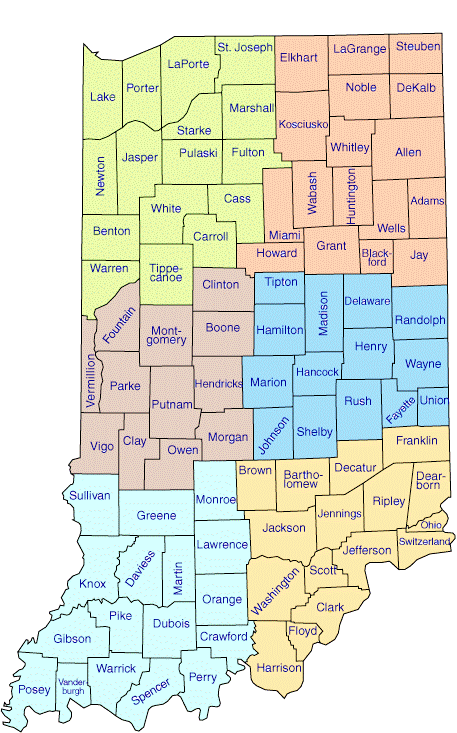 St. Joseph
Elkhart
LaGrange
Steuben
LaPorte
Lake
Porter
Noble
DeKalb
Marshall
Kosciusko
Starke
Newton
Jasper
Pulaski
Fulton
Whitley
Allen
Wabash
Huntington
White
Cass
Adams
Benton
Carroll
Miami
Wells
Grant
Howard
Black-
ford
Jay
Warren
Tippe-
canoe
Clinton
Tipton
Delaware
Fountain
Mont-
gomery
Boone
Hamilton
Madison
Randolph
Henry
Vermillion
Parke
Putnam
Hendricks
Marion
Hancock
Wayne
Rush
Fayette
Union
Vigo
Clay
Owen
Morgan
Johnson
Shelby
Franklin
Sullivan
Greene
Monroe
Brown
Bartho-
lomew
Decatur
Dear-
born
Ripley
Jennings
Jackson
Ohio
Switzerland
Jefferson
Lawrence
Knox
Daviess
Martin
Orange
Washington
Scott
Clark
Pike
Dubois
Crawford
Floyd
Gibson
Harrison
Posey
Vander-
burgh
Warrick
Spencer
Perry